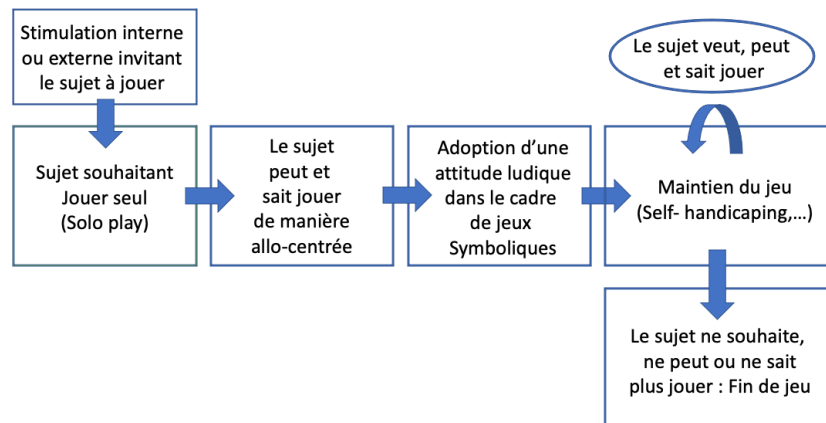 Stimulation interne
ou externe invitant
le sujet à jouer
Sujet souhaitant
Jouer seul
(Solo play)
Le sujet
peut et
sait jouer
de manière
allo-centrée
Adoption d’une
attitude ludique
dans le cadre
de jeux
Symboliques
Le sujet veut, peut
et sait jouer
Maintien du jeu
(Self- handicaping,…)
Le sujet ne souhaite,
ne peut ou ne sait
plus jouer : Fin de jeu